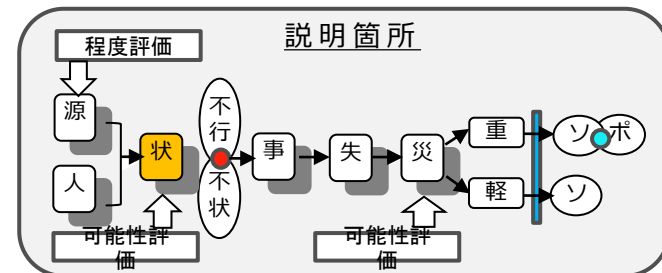 説明箇所
程度評価
源
人
状
不行
不状
事
失
災
重
軽
ソ
ポ
ソ
可能性評
価
可能性評
価